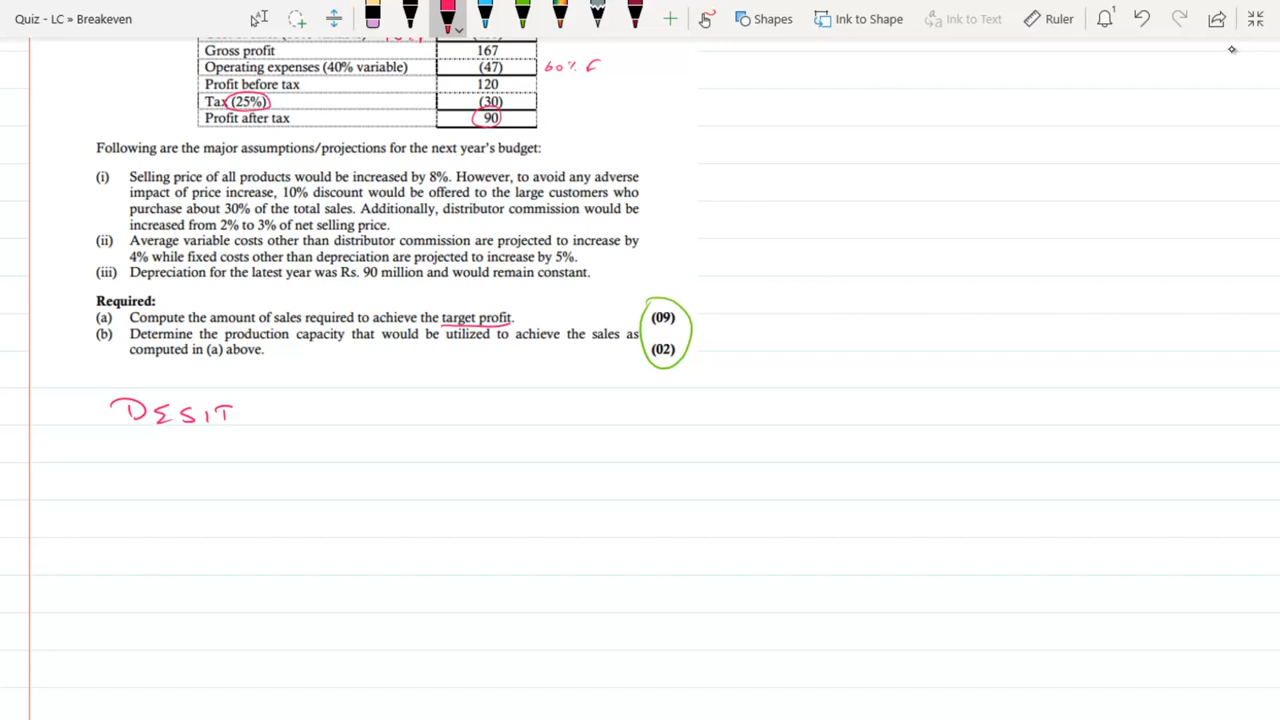 Quiz - LC » Breakeven
Shapes
Ink to Shape
Ink to Text
Ruler
Gross profit 167
Operating expenses (40% variable) (47) 60% F
Profit before tax 120
Tax (25%) (30)
Profit after tax 90
Following are the major assumptions/projections for the next year's budget:
(i) Selling price of all products would be increased by 8%. However, to avoid any adverse
impact of price increase, 10% discount would be offered to the large customers who
purchase about 30% of the total sales. Additionally, distributor commission would be
increased from 2% to 3% of net selling price.
(ii) Average variable costs other than distributor commission are projected to increase by
4% while fixed costs other than depreciation are projected to increase by 5%.
(iii) Depreciation for the latest year was Rs. 90 million and would remain constant.
Required:
(a) Compute the amount of sales required to achieve the target profit. (09)
(b) Determine the production capacity that would be utilized to achieve the sales as
computed in (a) above. (02)
DESIT